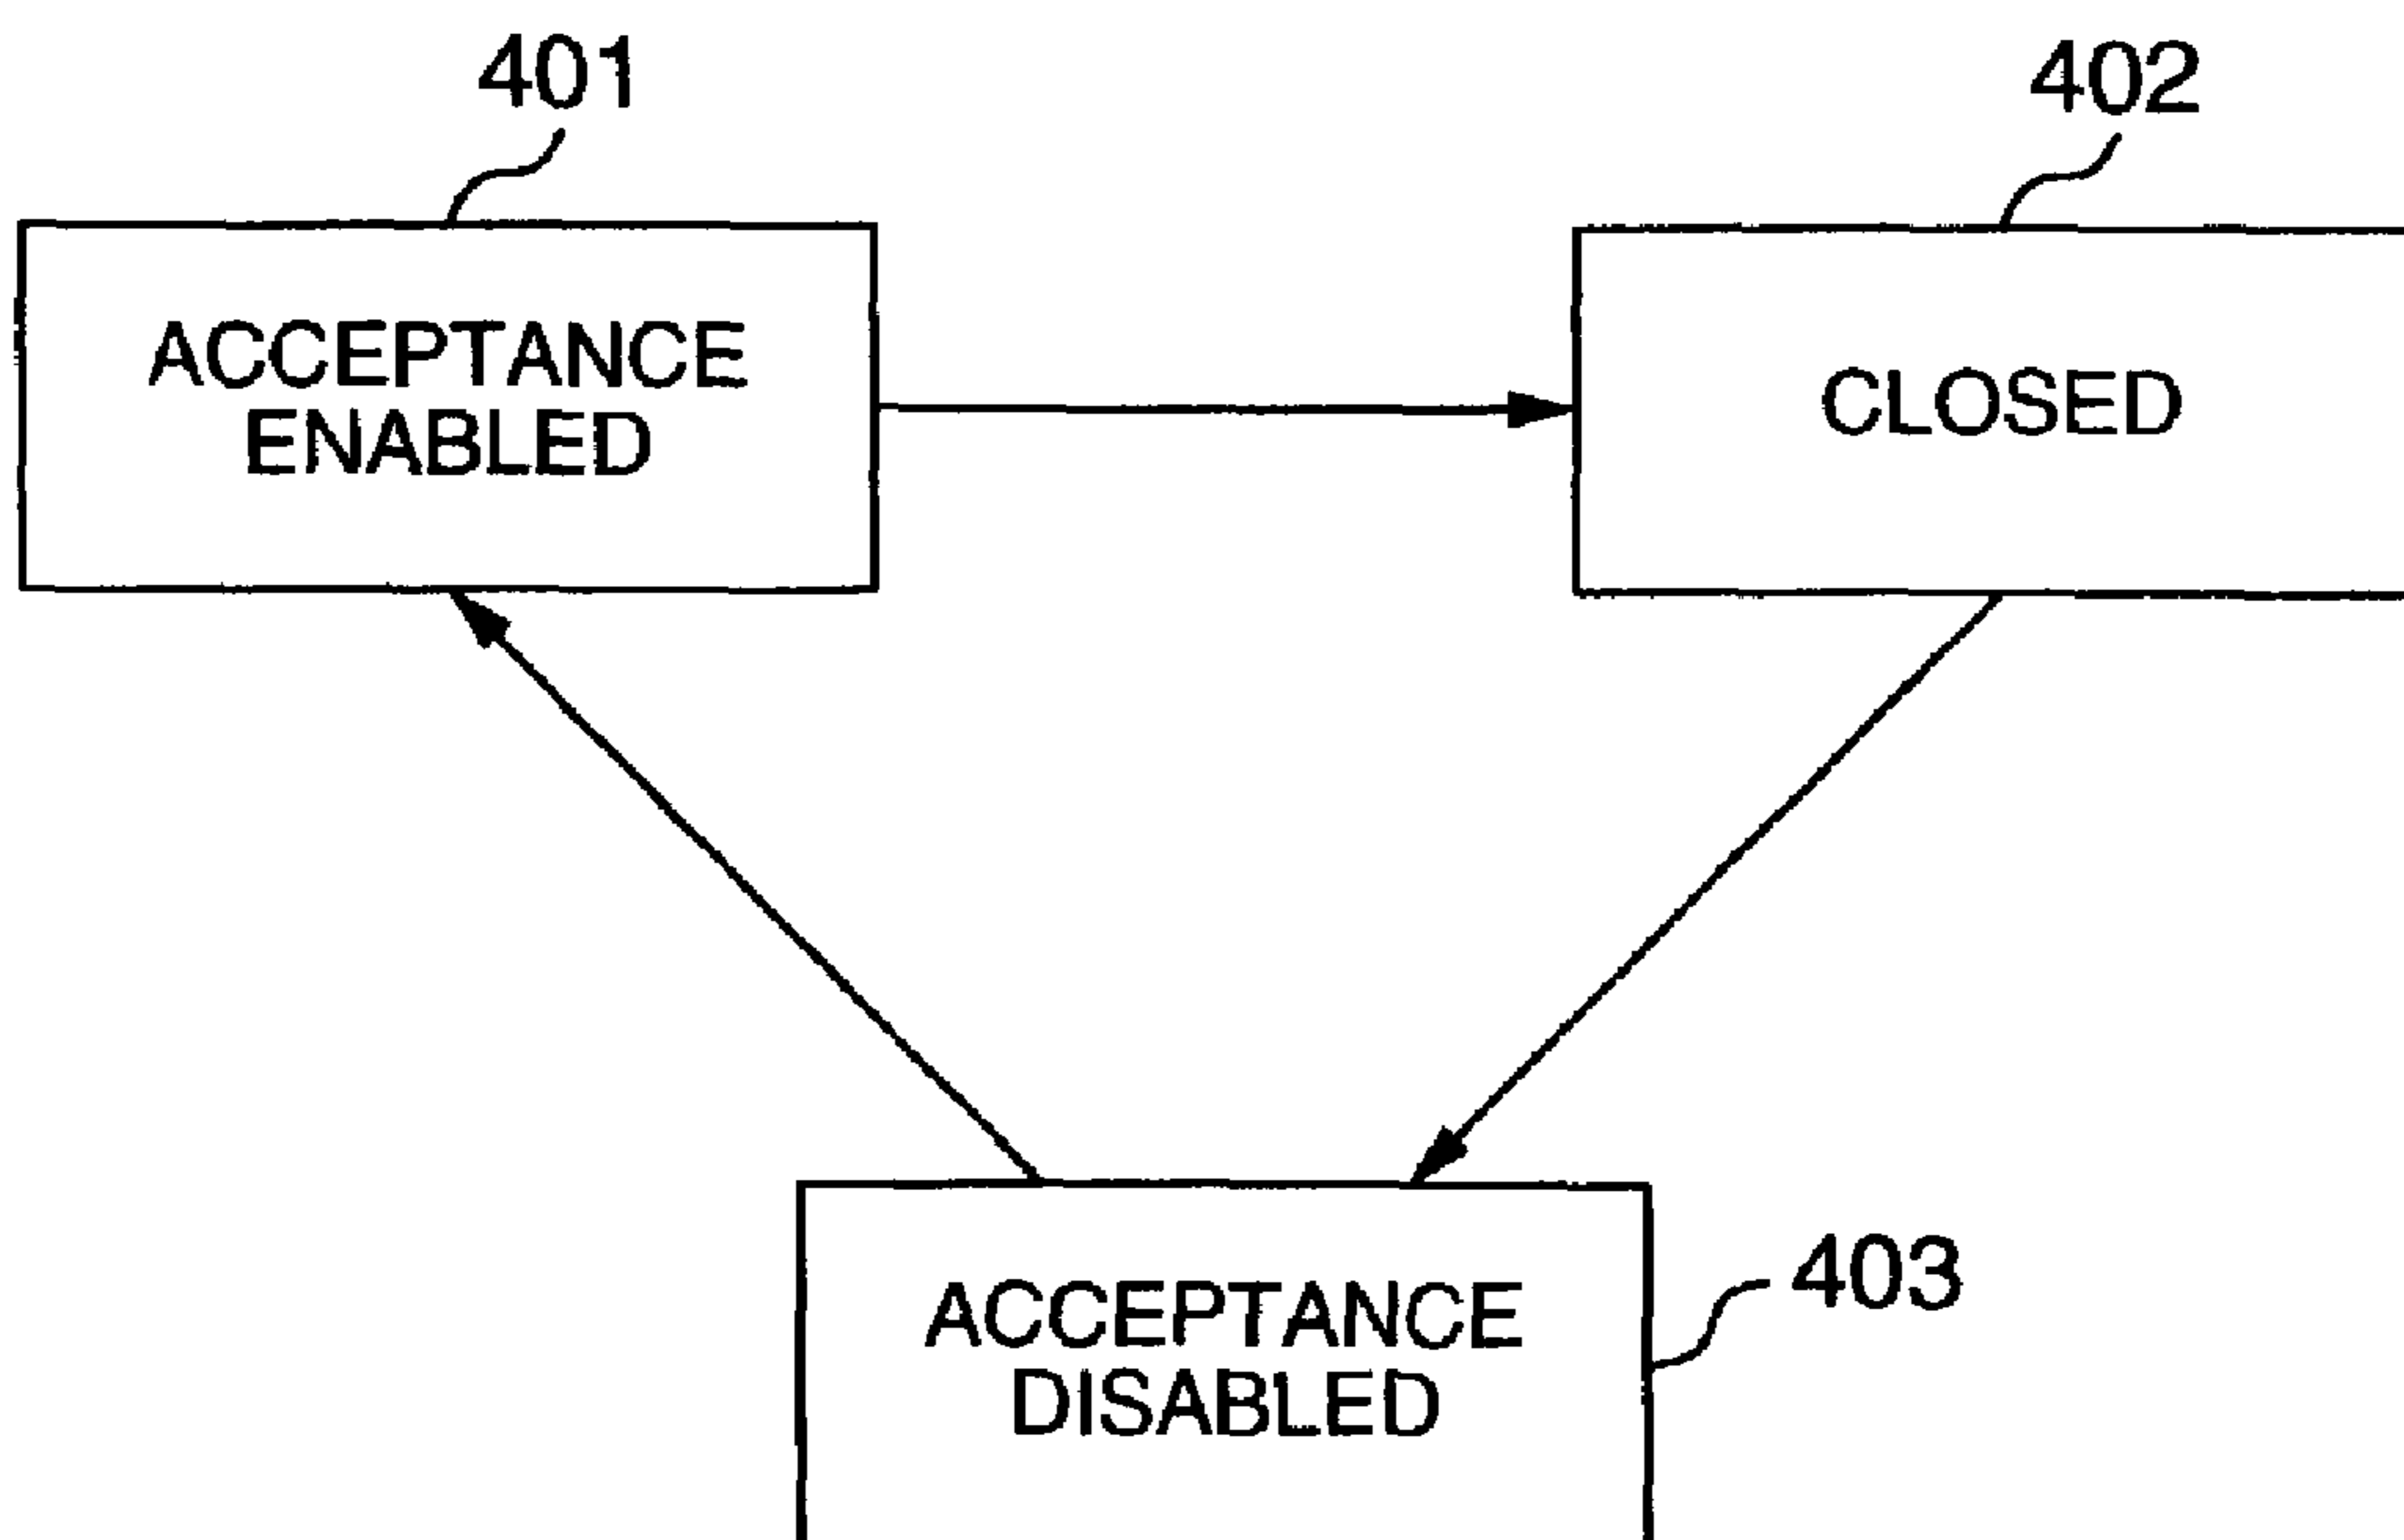 401
402
ACCEPTANCE
ENABLED
CLOSED
ACCEPTANCE
DISABLED
403